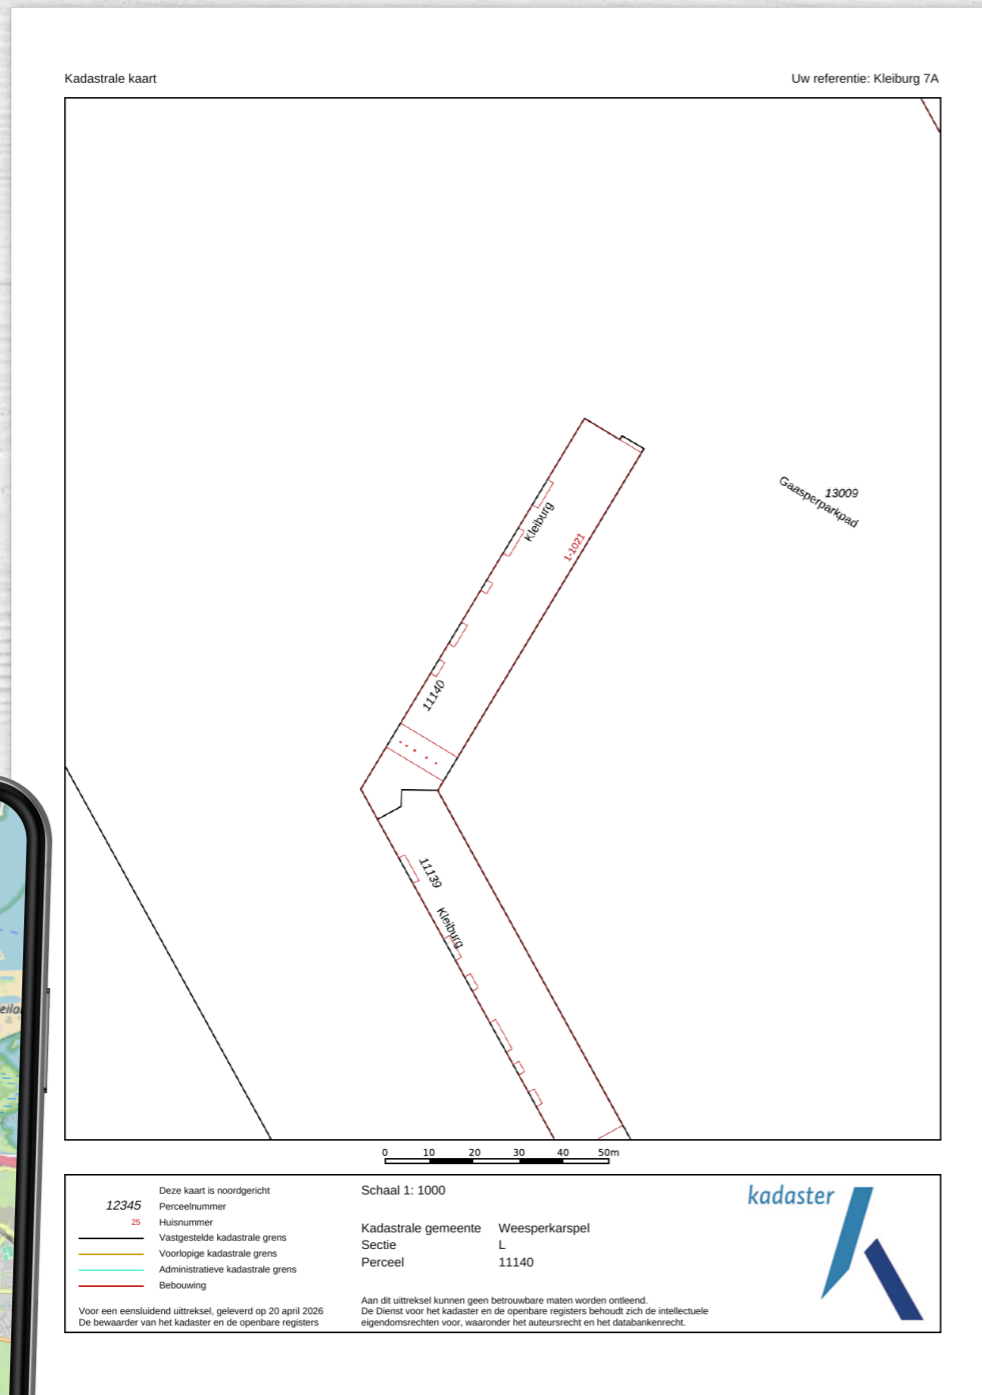 Kadastrale kaart
Uw referentie: Kleiburg 7A
13009
Gaasperparkpad
Kleiburg
1-1021
11140
11139
Kleiburg
0 10 20 30 40 50m
Deze kaart is noordgericht
12345 Perceelnummer
25 Huisnummer
Vastgestelde kadastrale grens
Voorlopige kadastrale grens
Administratieve kadastrale grens
Bebouwing
Voor een eensluidend uittreksel, geleverd op 20 april 2026
De bewaarder van het kadaster en de openbare registers
Schaal 1: 1000
Kadastrale gemeente Weesperkarspel
Sectie L
Perceel 11140
Aan dit uittreksel kunnen geen betrouwbare maten worden ontleend.
De Dienst voor het kadaster en de openbare registers behoudt zich de intellectuele
eigendomsrechten voor, waaronder het auteursrecht en het databankenrecht.
kadaster